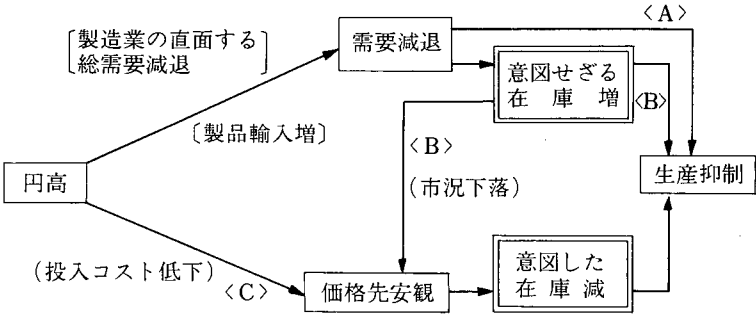 〈A〉
〔製造業の直面する
総需要減退〕
需要減退
意図せざる
在庫増
〈B〉
〔製品輸入増〕
〈B〉
(市況下落)
円高
生産抑制
(投入コスト低下)
〈C〉
価格先安観
意図した
在庫減